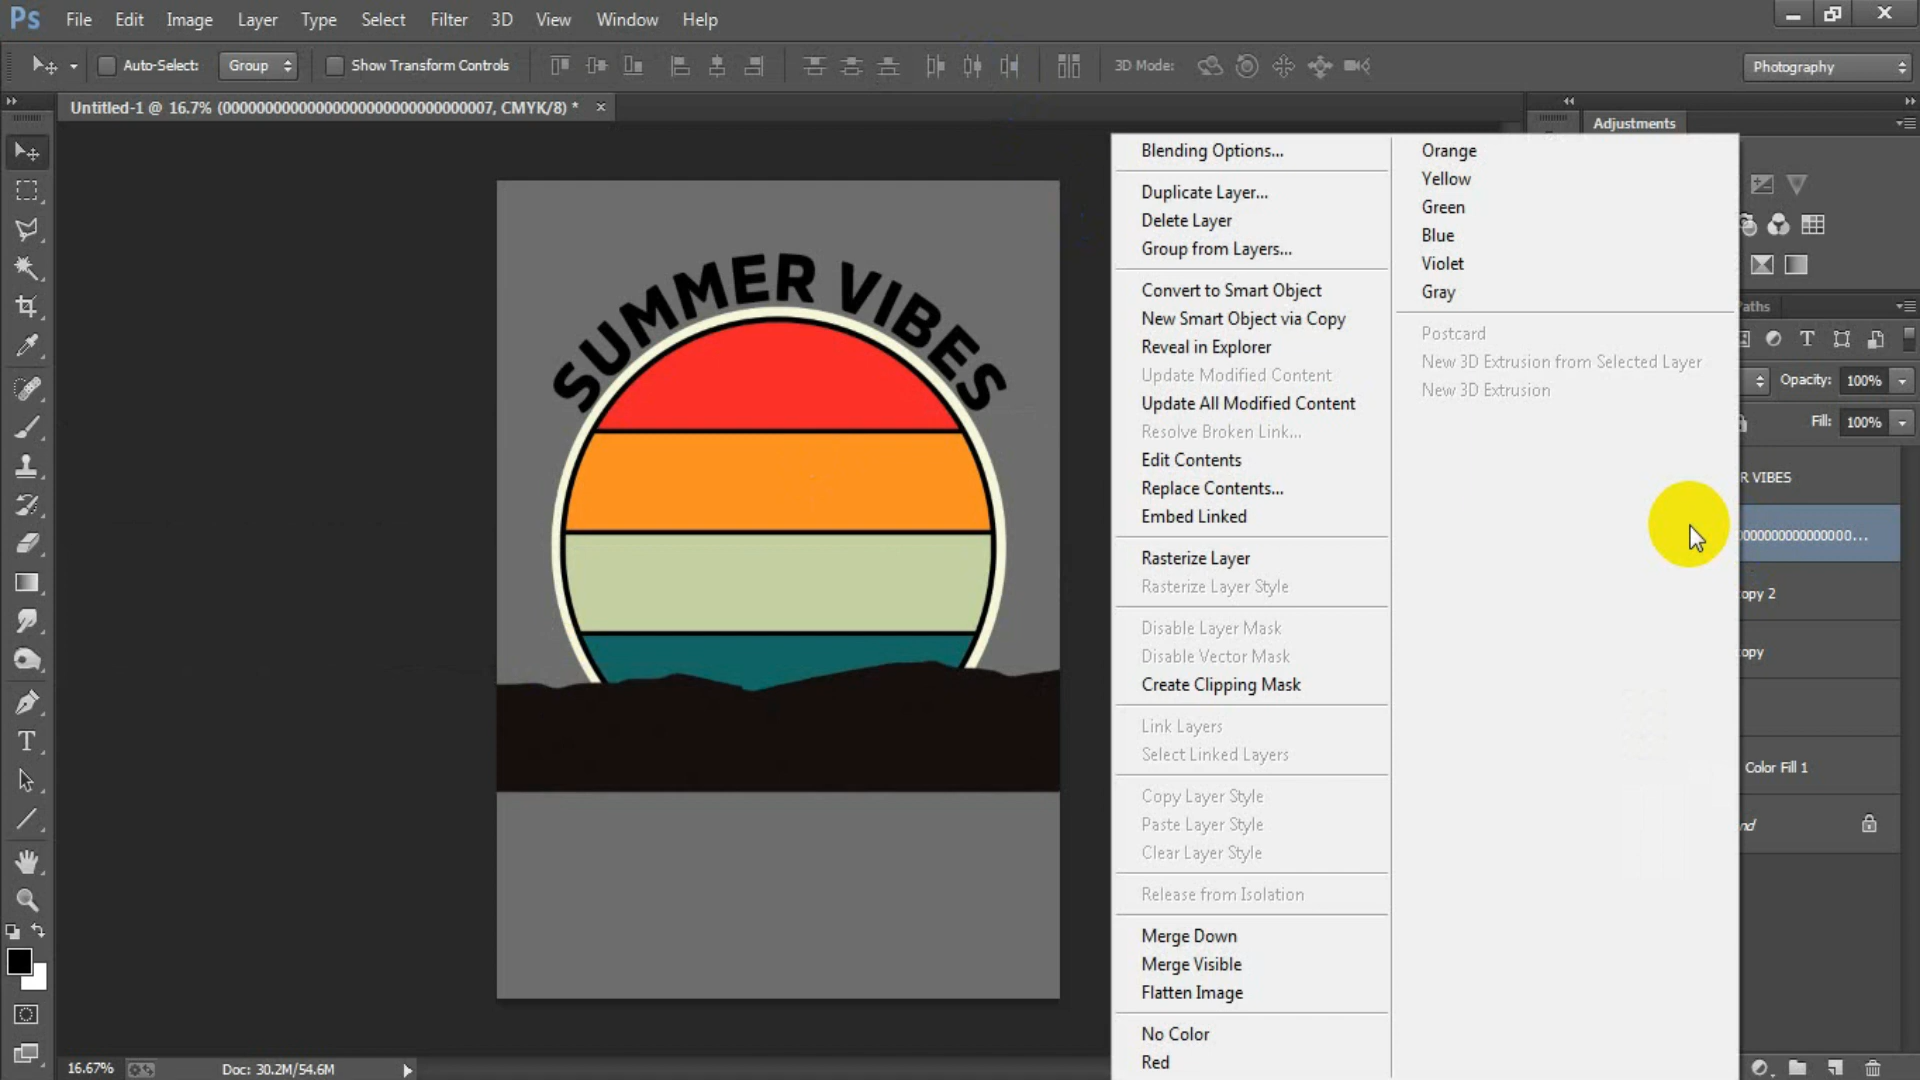 Ps File Edit Image Layer Type Select Filter 3D View Window Help
Auto-Select: Group Show Transform Controls 3D Mode: Photography
Untitled-1 @ 16.7% (000000000000000000000000000000007, CMYK/8) * ×
Adjustments
SUMMER VIBES
Blending Options...
Duplicate Layer...
Delete Layer
Group from Layers...
Convert to Smart Object
New Smart Object via Copy
Reveal in Explorer
Update Modified Content
Update All Modified Content
Resolve Broken Link...
Edit Contents
Replace Contents...
Embed Linked
Rasterize Layer
Rasterize Layer Style
Disable Layer Mask
Disable Vector Mask
Create Clipping Mask
Link Layers
Select Linked Layers
Copy Layer Style
Paste Layer Style
Clear Layer Style
Release from Isolation
Merge Down
Merge Visible
Flatten Image
No Color
Red
Orange
Yellow
Green
Blue
Violet
Gray
Postcard
New 3D Extrusion from Selected Layer
New 3D Extrusion
aths
Opacity: 100%
Fill: 100%
R VIBES
opy 2
opy
Color Fill 1
nd
16.67% Doc: 30.2M/54.6M